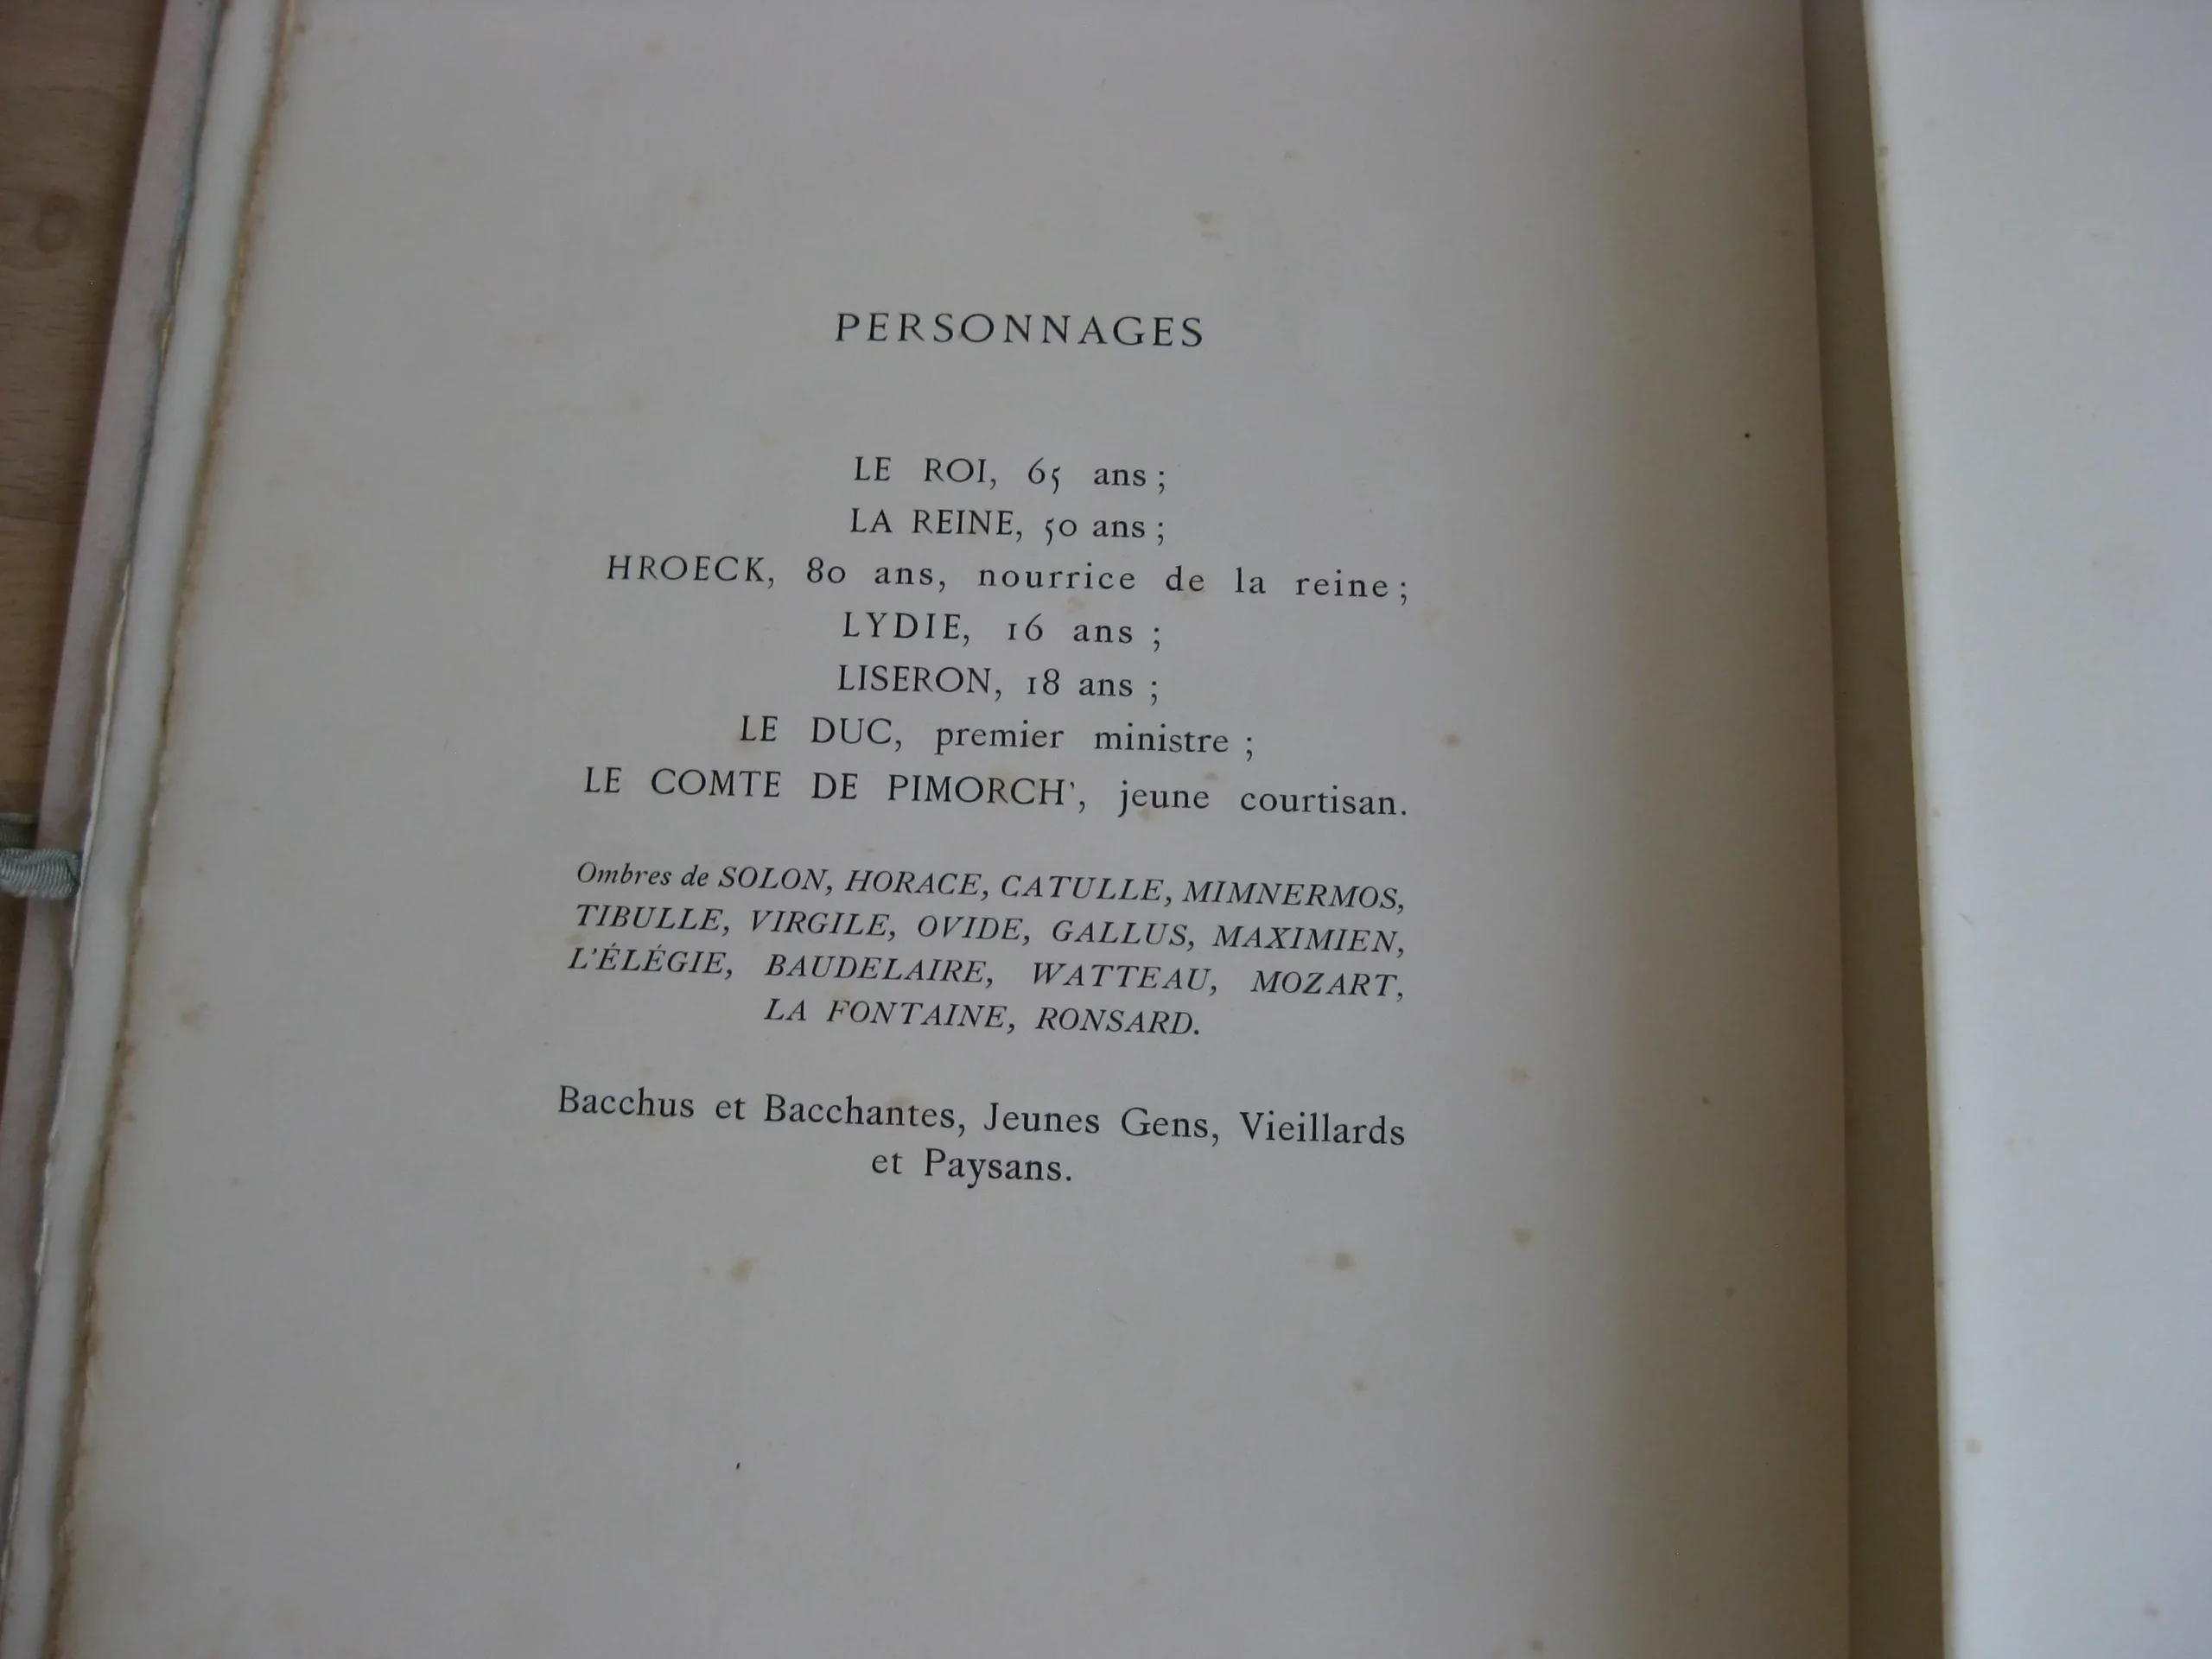 PERSONNAGES
LE ROI, 65 ans ;
LA REINE, 50 ans ;
HROECK, 80 ans, nourrice de la reine ;
LYDIE, 16 ans ;
LISERON, 18 ans ;
LE DUC, premier ministre ;
LE COMTE DE PIMORCH', jeune courtisan.
Ombres de SOLON, HORACE, CATULLE, MIMNERMOS,
TIBULLE, VIRGILE, OVIDE, GALLUS, MAXIMIEN,
L'ÉLÉGIE, BAUDELAIRE, WATTEAU, MOZART,
LA FONTAINE, RONSARD.
Bacchus et Bacchantes, Jeunes Gens, Vieillards
et Paysans.